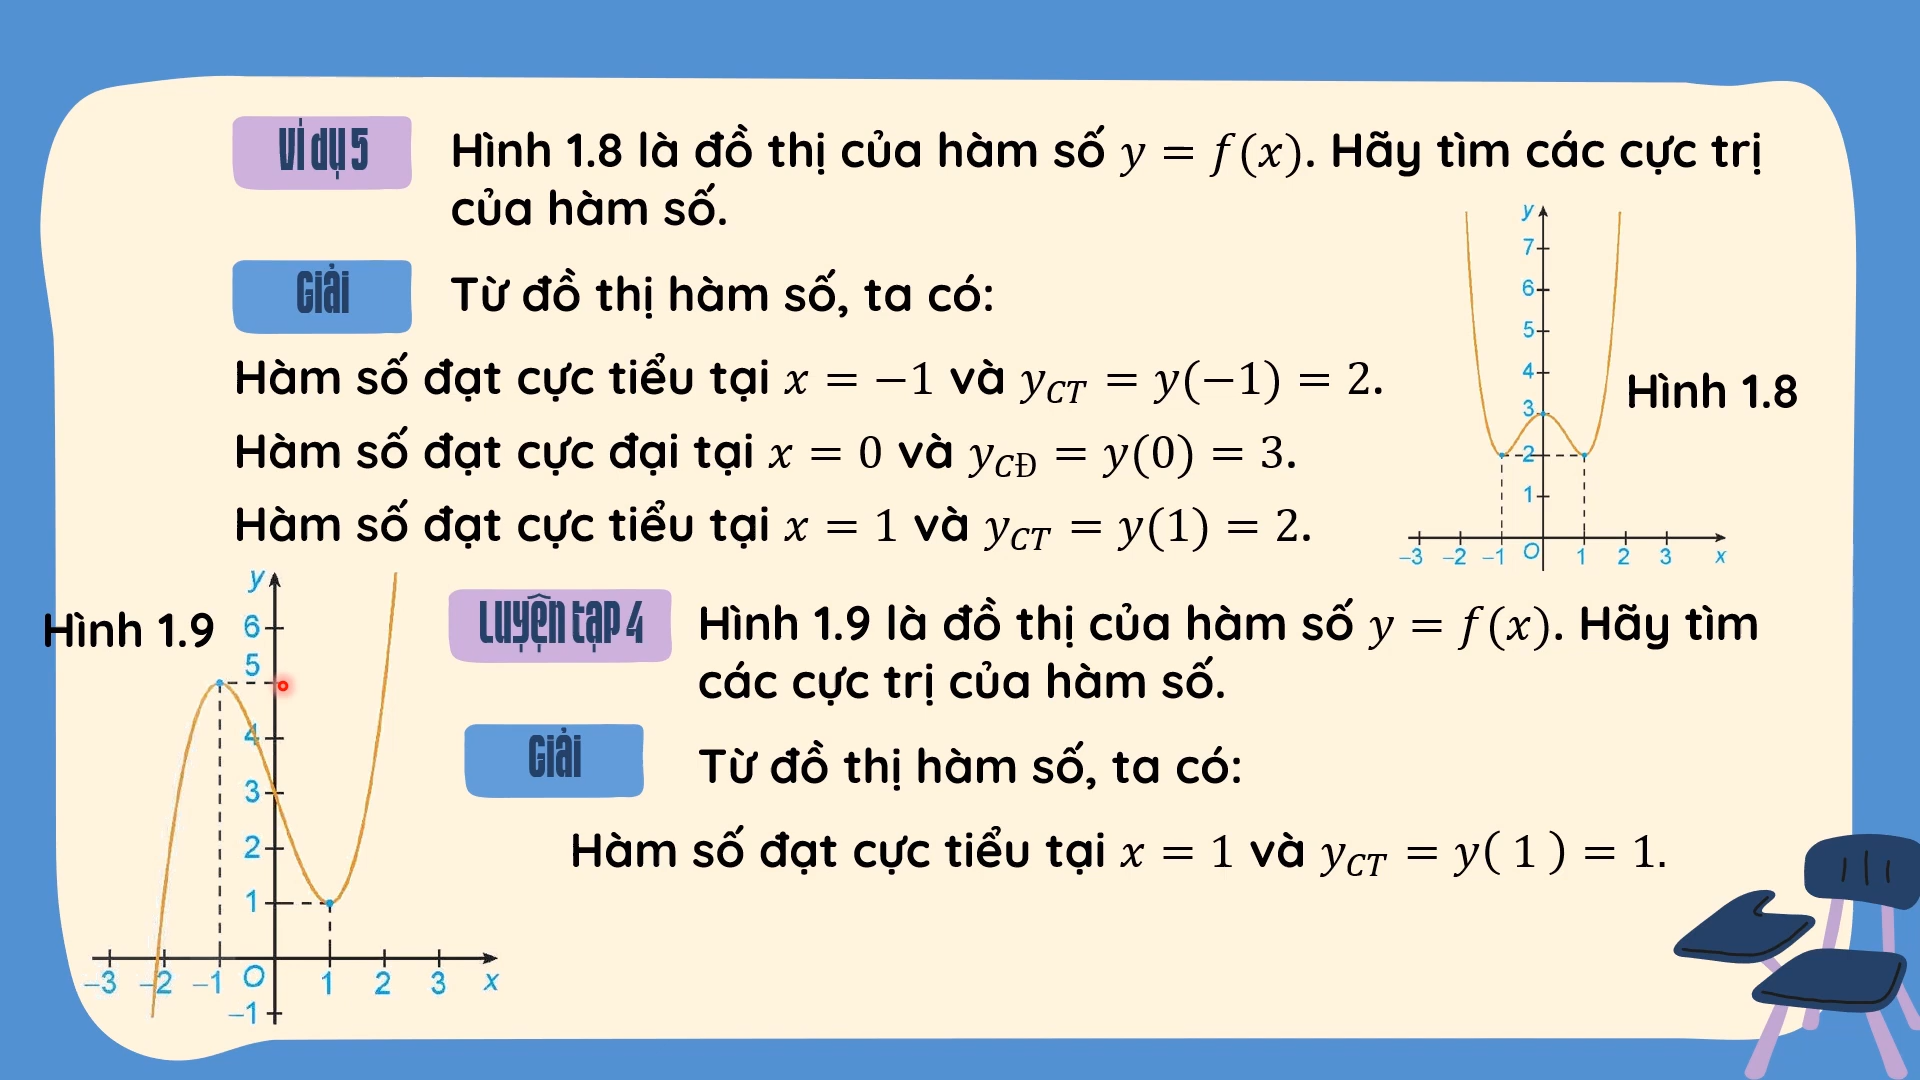 Ví dụ 5
Hình 1.8 là đồ thị của hàm số y = f(x). Hãy tìm các cực trị
của hàm số.
Giải
Từ đồ thị hàm số, ta có:
Hàm số đạt cực tiểu tại x = −1 và y_CT = y(−1) = 2.
Hàm số đạt cực đại tại x = 0 và y_CĐ = y(0) = 3.
Hàm số đạt cực tiểu tại x = 1 và y_CT = y(1) = 2.
y
7
6
5
4
3
2
1
−3 −2 −1 O 1 2 3 x
Hình 1.8
Hình 1.9
y
6
5
4
3
2
1
−3 −2 −1 O 1 2 3 x
−1
Luyện tập 4
Hình 1.9 là đồ thị của hàm số y = f(x). Hãy tìm
các cực trị của hàm số.
Giải
Từ đồ thị hàm số, ta có:
Hàm số đạt cực tiểu tại x = 1 và y_CT = y( 1 ) = 1.